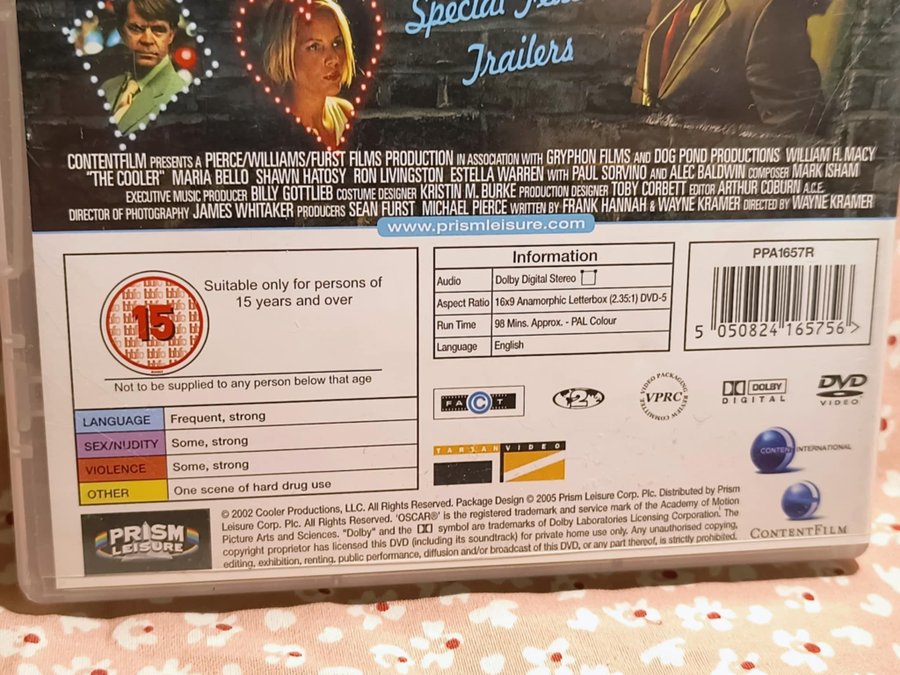 Special
Trailers
CONTENTFILM PRESENTS A PIERCE/WILLIAMS/FURST FILMS PRODUCTION IN ASSOCIATION WITH GRYPHON FILMS AND DOG POND PRODUCTIONS WILLIAM H. MACY
"THE COOLER" MARIA BELLO SHAWN HATOSY RON LIVINGSTON ESTELLA WARREN WITH PAUL SORVINO AND ALEC BALDWIN COMPOSER MARK ISHAM
EXECUTIVE MUSIC PRODUCER BILLY GOTTLIEB COSTUME DESIGNER KRISTIN M. BURKE PRODUCTION DESIGNER TOBY CORBETT EDITOR ARTHUR COBURN A.C.E.
DIRECTOR OF PHOTOGRAPHY JAMES WHITAKER PRODUCERS SEAN FURST MICHAEL PIERCE WRITTEN BY FRANK HANNAH & WAYNE KRAMER DIRECTED BY WAYNE KRAMER
www.prismleisure.com
15
Suitable only for persons of
15 years and over
Not to be supplied to any person below that age
LANGUAGE Frequent, strong
SEX/NUDITY Some, strong
VIOLENCE Some, strong
OTHER One scene of hard drug use
Information
Audio Dolby Digital Stereo
Aspect Ratio 16x9 Anamorphic Letterbox (2.35:1) DVD-5
Run Time 98 Mins. Approx. - PAL Colour
Language English
PPA1657R
5 050824 165756 >
FACT
2
VIDEO PACKAGING REVIEW COMMITTEE
VPRC
DOLBY
DIGITAL
DVD
VIDEO
TARTAN VIDEO
CONTENT INTERNATIONAL
CONTENTFILM
PRISM
LEISURE
© 2002 Cooler Productions, LLC. All Rights Reserved. Package Design © 2005 Prism Leisure Corp. Plc. Distributed by Prism
Leisure Corp. Plc. All Rights Reserved. 'OSCAR®' is the registered trademark and service mark of the Academy of Motion
Picture Arts and Sciences. "Dolby" and the symbol are trademarks of Dolby Laboratories Licensing Corporation. The
copyright proprietor has licensed this DVD (including its soundtrack) for private home use only. Any unauthorised copying,
editing, exhibition, renting, public performance, diffusion and/or broadcast of this DVD, or any part thereof, is strictly prohibited.